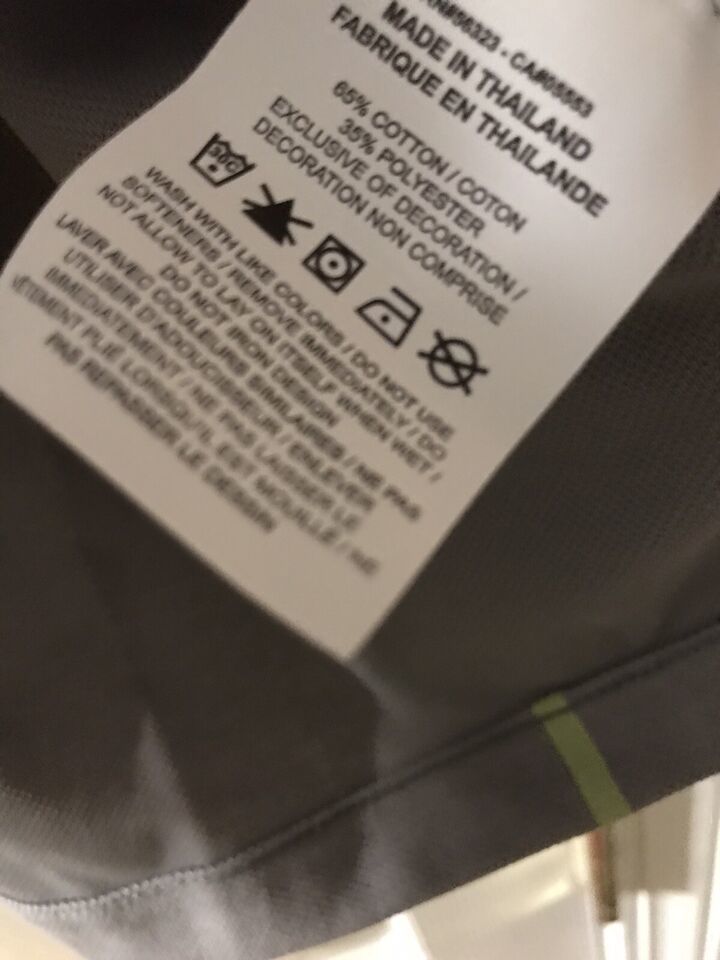 CA#05553
MADE IN THAILAND
FABRIQUE EN THAILANDE
65% COTTON / COTON
35% POLYESTER
EXCLUSIVE OF DECORATION /
DECORATION NON COMPRISE
WASH WITH LIKE COLORS / DO NOT USE
SOFTENERS / REMOVE IMMEDIATELY / DO
NOT ALLOW TO LAY ON ITSELF WHEN WET /
DO NOT IRON DESIGN
LAVER AVEC COULEURS SIMILAIRES / NE PAS
UTILISER D'ADOUCISSEUR / ENLEVER
IMMEDIATEMENT / NE PAS LAISSER LE
VÊTEMENT PLIÉ LORSQU'IL EST MOUILLÉ / NE
PAS REPASSER LE DESSIN